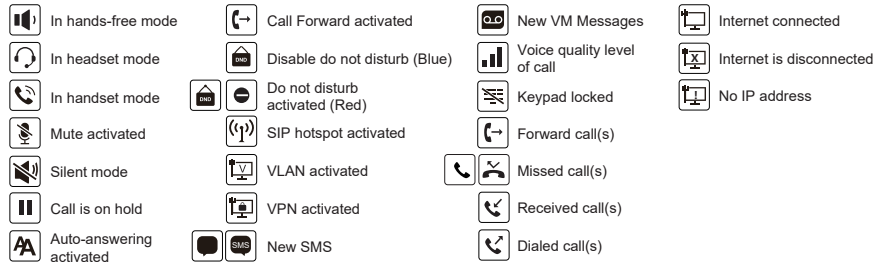 In hands-free mode
In headset mode
In handset mode
Mute activated
Silent mode
Call is on hold
AA
Auto-answering
activated
Call Forward activated
DND
Disable do not disturb (Blue)
DND
Do not disturb
activated (Red)
SIP hotspot activated
V
VLAN activated
VPN activated
SMS
New SMS
New VM Messages
Voice quality level
of call
Keypad locked
Forward call(s)
Missed call(s)
Received call(s)
Dialed call(s)
Internet connected
X
Internet is disconnected
!
No IP address